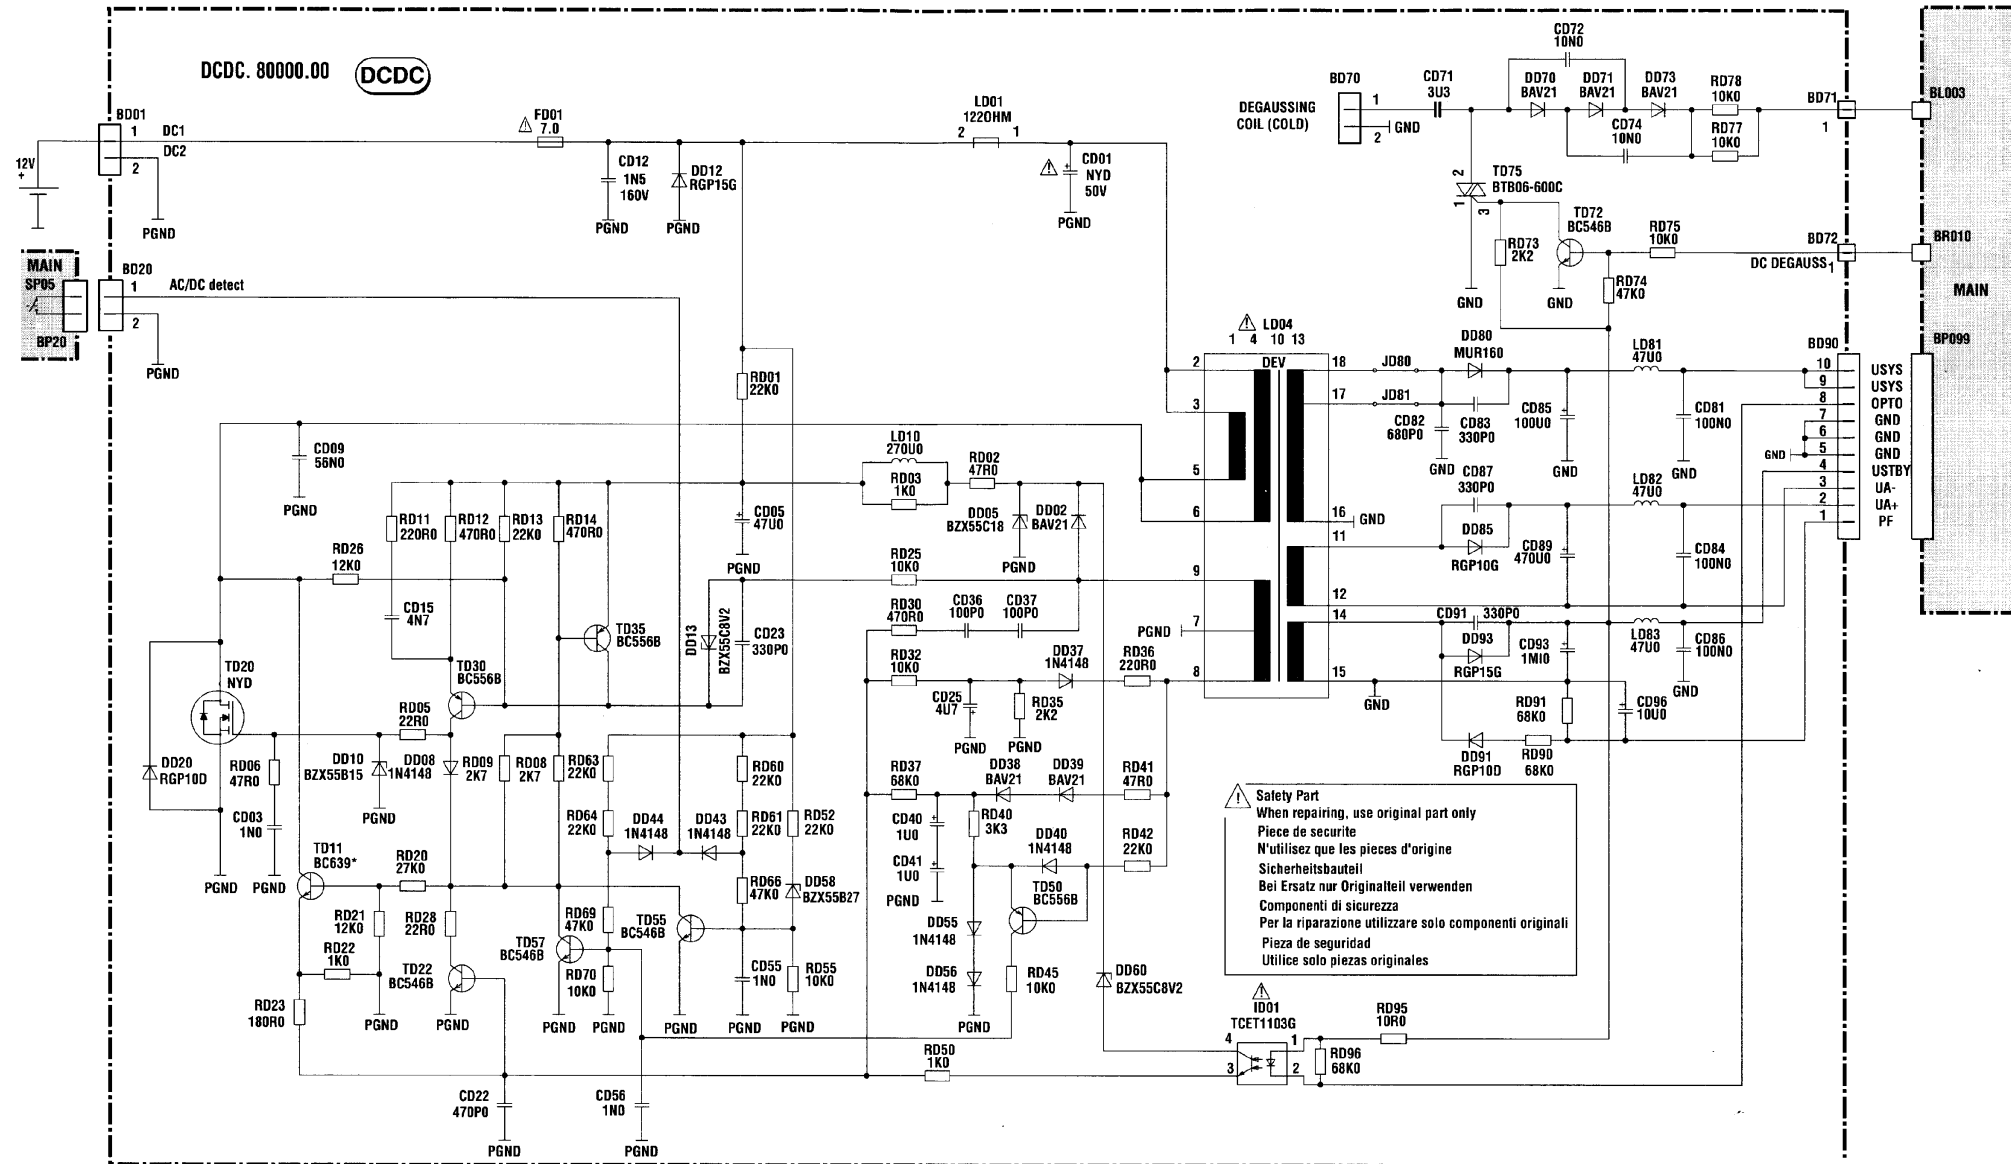 DCDC. 80000.00
DCDC
BD01
1 DC1
DC2
2
12V
+
PGND
FD01
7.0
CD12
1N5
160V
PGND
DD12
RGP15G
PGND
LD01
122OHM
2 1
CD01
NYD
50V
PGND
DEGAUSSING
COIL (COLD)
BD70
1
2
GND
CD71
3U3
CD72
10N0
DD70
BAV21
DD71
BAV21
DD73
BAV21
CD74
10N0
RD78
10K0
RD77
10K0
BD71
1
BL003
TD75
BTB06-600C
2
1
3
RD73
2K2
TD72
BC546B
RD75
10K0
RD74
47K0
GND
GND
BD72
DC DEGAUSS
1
BR010
MAIN
BP099
MAIN
SP05
BP20
BD20
1
2
AC/DC detect
PGND
RD01
22K0
LD04
1 4 10 13
DEV
2
3
5
6
9
7
8
18
17
16
11
12
14
15
PGND
GND
JD80
JD81
DD80
MUR160
CD82
680P0
CD83
330P0
GND
CD85
100U0
GND
LD81
47U0
CD81
100N0
GND
BD90
10 USYS
9 USYS
8 OPTO
7 GND
6 GND
5 GND
4 USTBY
3 UA-
2 UA+
1 PF
GND
CD87
330P0
DD85
RGP10G
CD89
470U0
LD82
47U0
CD84
100N0
CD91 330P0
DD93
RGP15G
CD93
1MI0
LD83
47U0
CD86
100N0
GND
GND
RD91
68K0
CD96
10U0
DD91
RGP10D
RD90
68K0
CD09
56N0
PGND
RD11
220R0
RD12
470R0
RD13
22K0
RD14
470R0
CD05
47U0
PGND
LD10
270U0
RD03
1K0
RD02
47R0
DD05
BZX55C18
DD02
BAV21
PGND
RD26
12K0
CD15
4N7
TD35
BC556B
DD13
BZX55C8V2
CD23
330P0
RD25
10K0
RD30
470R0
CD36
100P0
CD37
100P0
RD32
10K0
DD37
1N4148
RD36
220R0
CD25
4U7
RD35
2K2
PGND
PGND
TD20
NYD
TD30
BC556B
RD05
22R0
DD20
RGP10D
RD06
47R0
DD10
BZX55B15
DD08
1N4148
RD09
2K7
RD08
2K7
RD63
22K0
RD60
22K0
PGND
CD03
1N0
PGND
PGND
RD64
22K0
DD44
1N4148
DD43
1N4148
RD61
22K0
RD52
22K0
RD37
68K0
DD38
BAV21
DD39
BAV21
RD41
47R0
CD40
1U0
RD40
3K3
CD41
1U0
PGND
DD40
1N4148
RD42
22K0
TD50
BC556B
TD11
BC639*
RD20
27K0
RD21
12K0
RD22
1K0
RD28
22R0
TD22
BC546B
RD23
180R0
PGND
PGND
RD69
47K0
TD57
BC546B
RD70
10K0
TD55
BC546B
RD66
47K0
DD58
BZX55B27
CD55
1N0
RD55
10K0
PGND
PGND
PGND
PGND
PGND
DD55
1N4148
DD56
1N4148
PGND
RD45
10K0
DD60
BZX55C8V2
Safety Part
When repairing, use original part only
Piece de securite
N'utilisez que les pieces d'origine
Sicherheitsbauteil
Bei Ersatz nur Originalteil verwenden
Componenti di sicurezza
Per la riparazione utilizzare solo componenti originali
Pieza de seguridad
Utilice solo piezas originales
ID01
TCET1103G
4
3
1
2
RD95
10R0
RD96
68K0
RD50
1K0
CD22
470P0
PGND
CD56
1N0
PGND